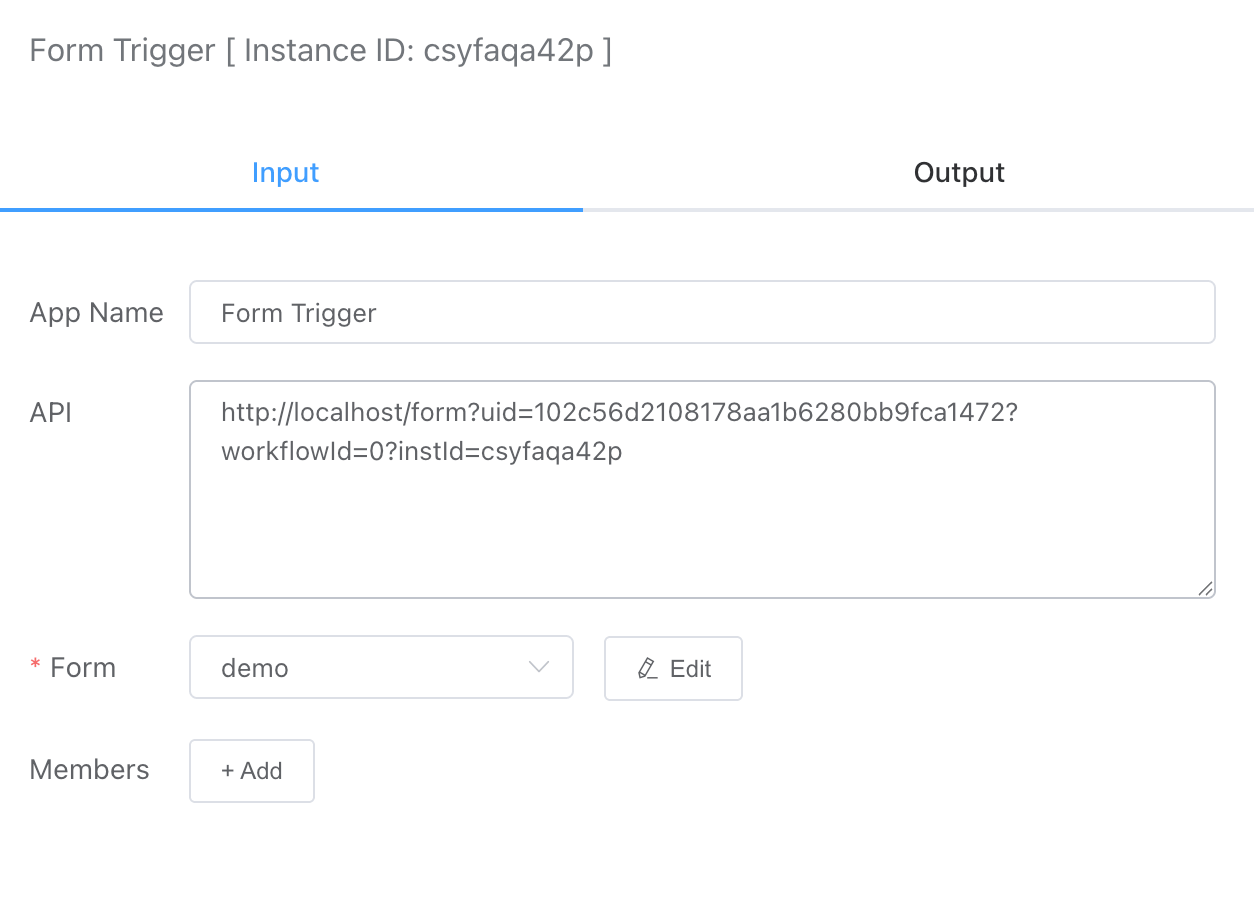 Form Trigger [ Instance ID: csyfaqa42p ]
Input
Output
App Name
Form Trigger
API
http://localhost/form?uid=102c56d2108178aa1b6280bb9fca1472?
workflowId=0?instId=csyfaqa42p
* Form
demo
Edit
Members
+ Add